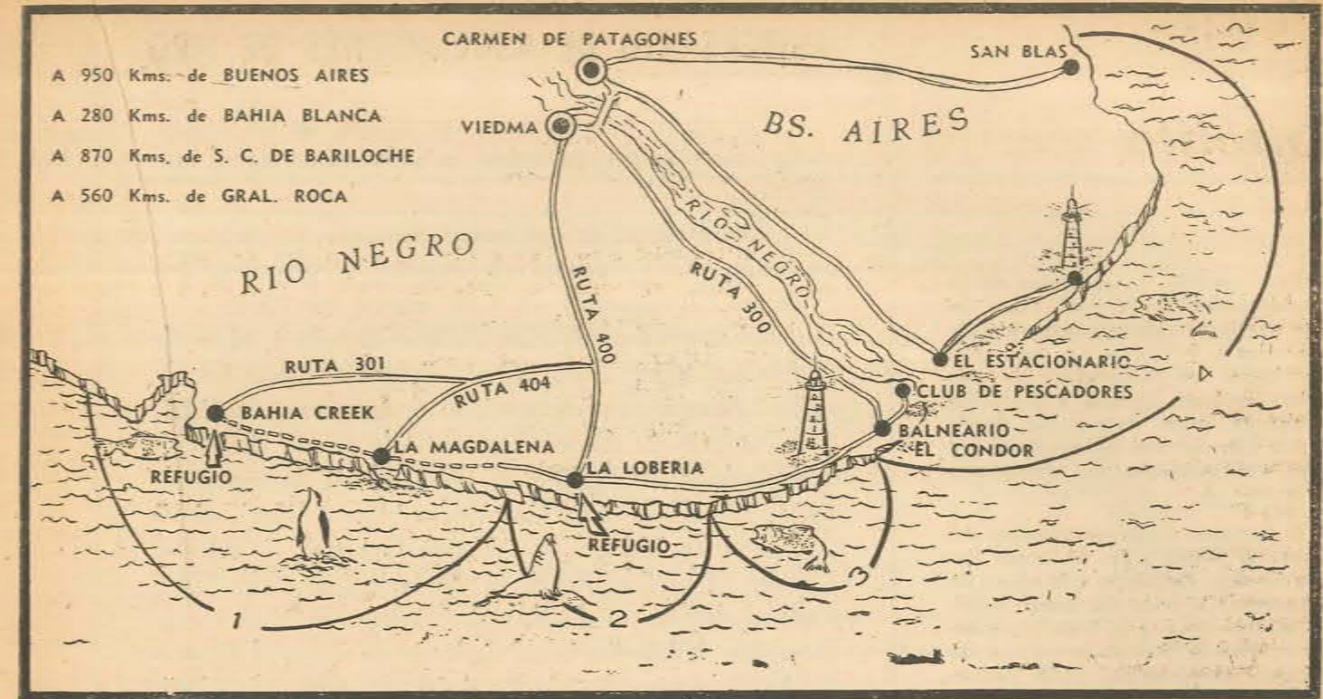 A 950 Kms. de BUENOS AIRES
A 280 Kms. de BAHIA BLANCA
A 870 Kms. de S. C. DE BARILOCHE
A 560 Kms. de GRAL. ROCA
CARMEN DE PATAGONES
SAN BLAS
VIEDMA
BS. AIRES
RIO NEGRO
RIO NEGRO
RUTA 400
RUTA 300
RUTA 301
RUTA 404
EL ESTACIONARIO
CLUB DE PESCADORES
BALNEARIO
EL CONDOR
BAHIA CREEK
LA MAGDALENA
LA LOBERIA
REFUGIO
REFUGIO
1
2
3
4